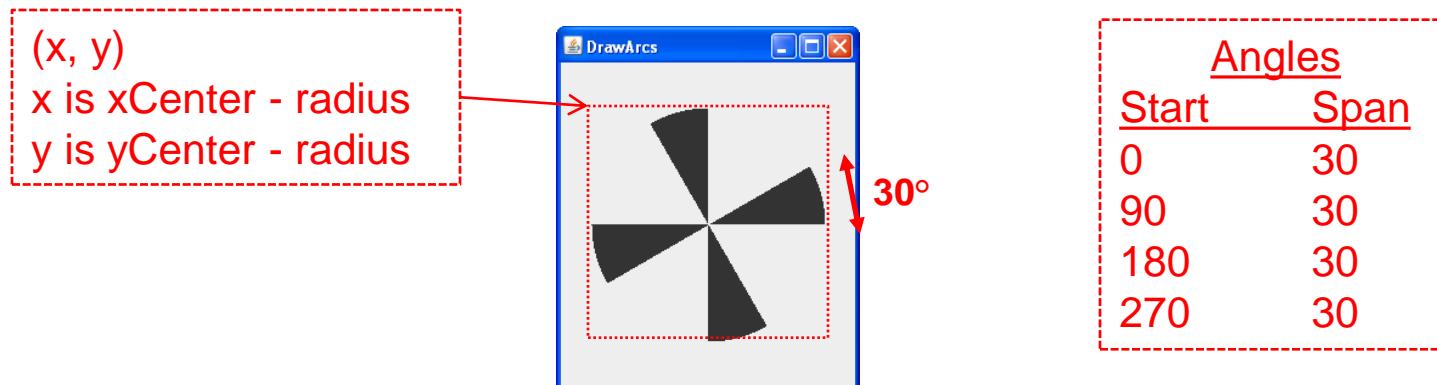 (x, y)
x is xCenter - radius
y is yCenter - radius
DrawArcs
30°
Angles
Start Span
0 30
90 30
180 30
270 30